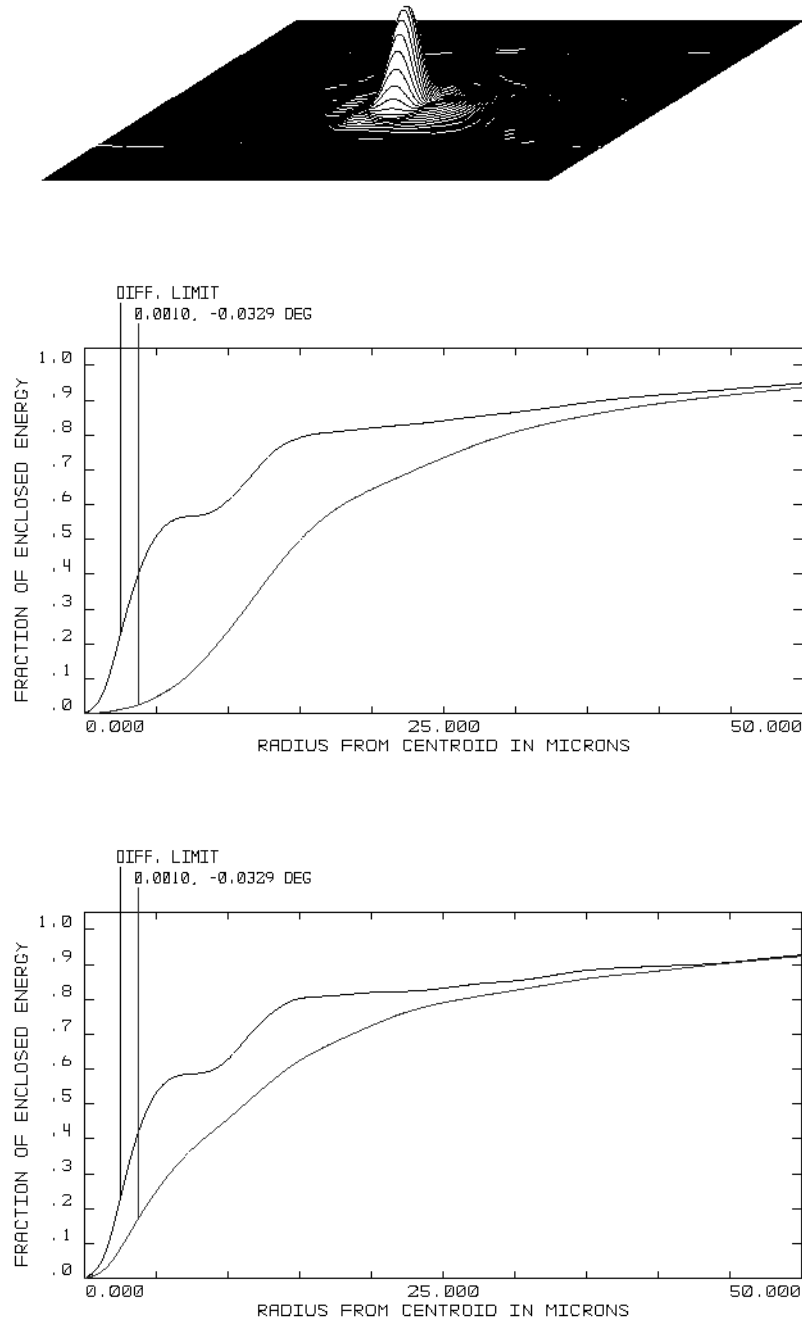 DIFF. LIMIT
0.0010, -0.0329 DEG
1.0
.9
.8
.7
.6
.5
.4
.3
.2
.1
.0
FRACTION OF ENCLOSED ENERGY
0.000 25.000 50.000
RADIUS FROM CENTROID IN MICRONS
DIFF. LIMIT
0.0010, -0.0329 DEG
1.0
.9
.8
.7
.6
.5
.4
.3
.2
.1
.0
FRACTION OF ENCLOSED ENERGY
0.000 25.000 50.000
RADIUS FROM CENTROID IN MICRONS